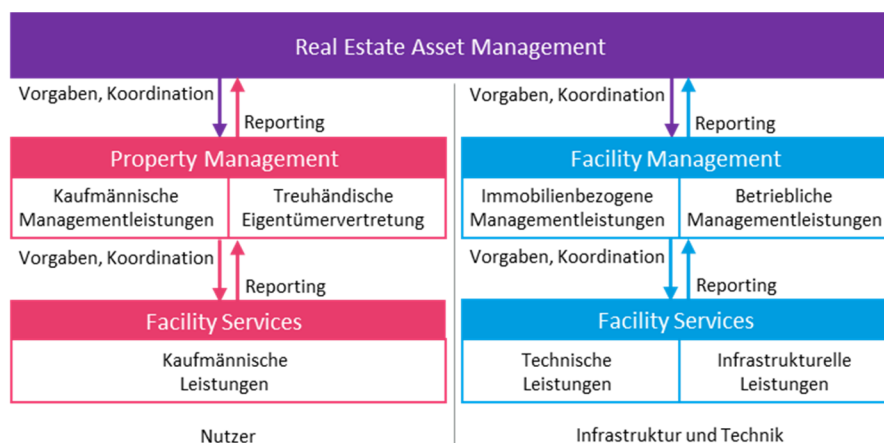 Real Estate Asset Management
Vorgaben, Koordination
Reporting
Property Management
Kaufmännische
Managementleistungen
Treuhändische
Eigentümervertretung
Vorgaben, Koordination
Reporting
Facility Services
Kaufmännische
Leistungen
Nutzer
Vorgaben, Koordination
Reporting
Facility Management
Immobilienbezogene
Managementleistungen
Betriebliche
Managementleistungen
Vorgaben, Koordination
Reporting
Facility Services
Technische
Leistungen
Infrastrukturelle
Leistungen
Infrastruktur und Technik